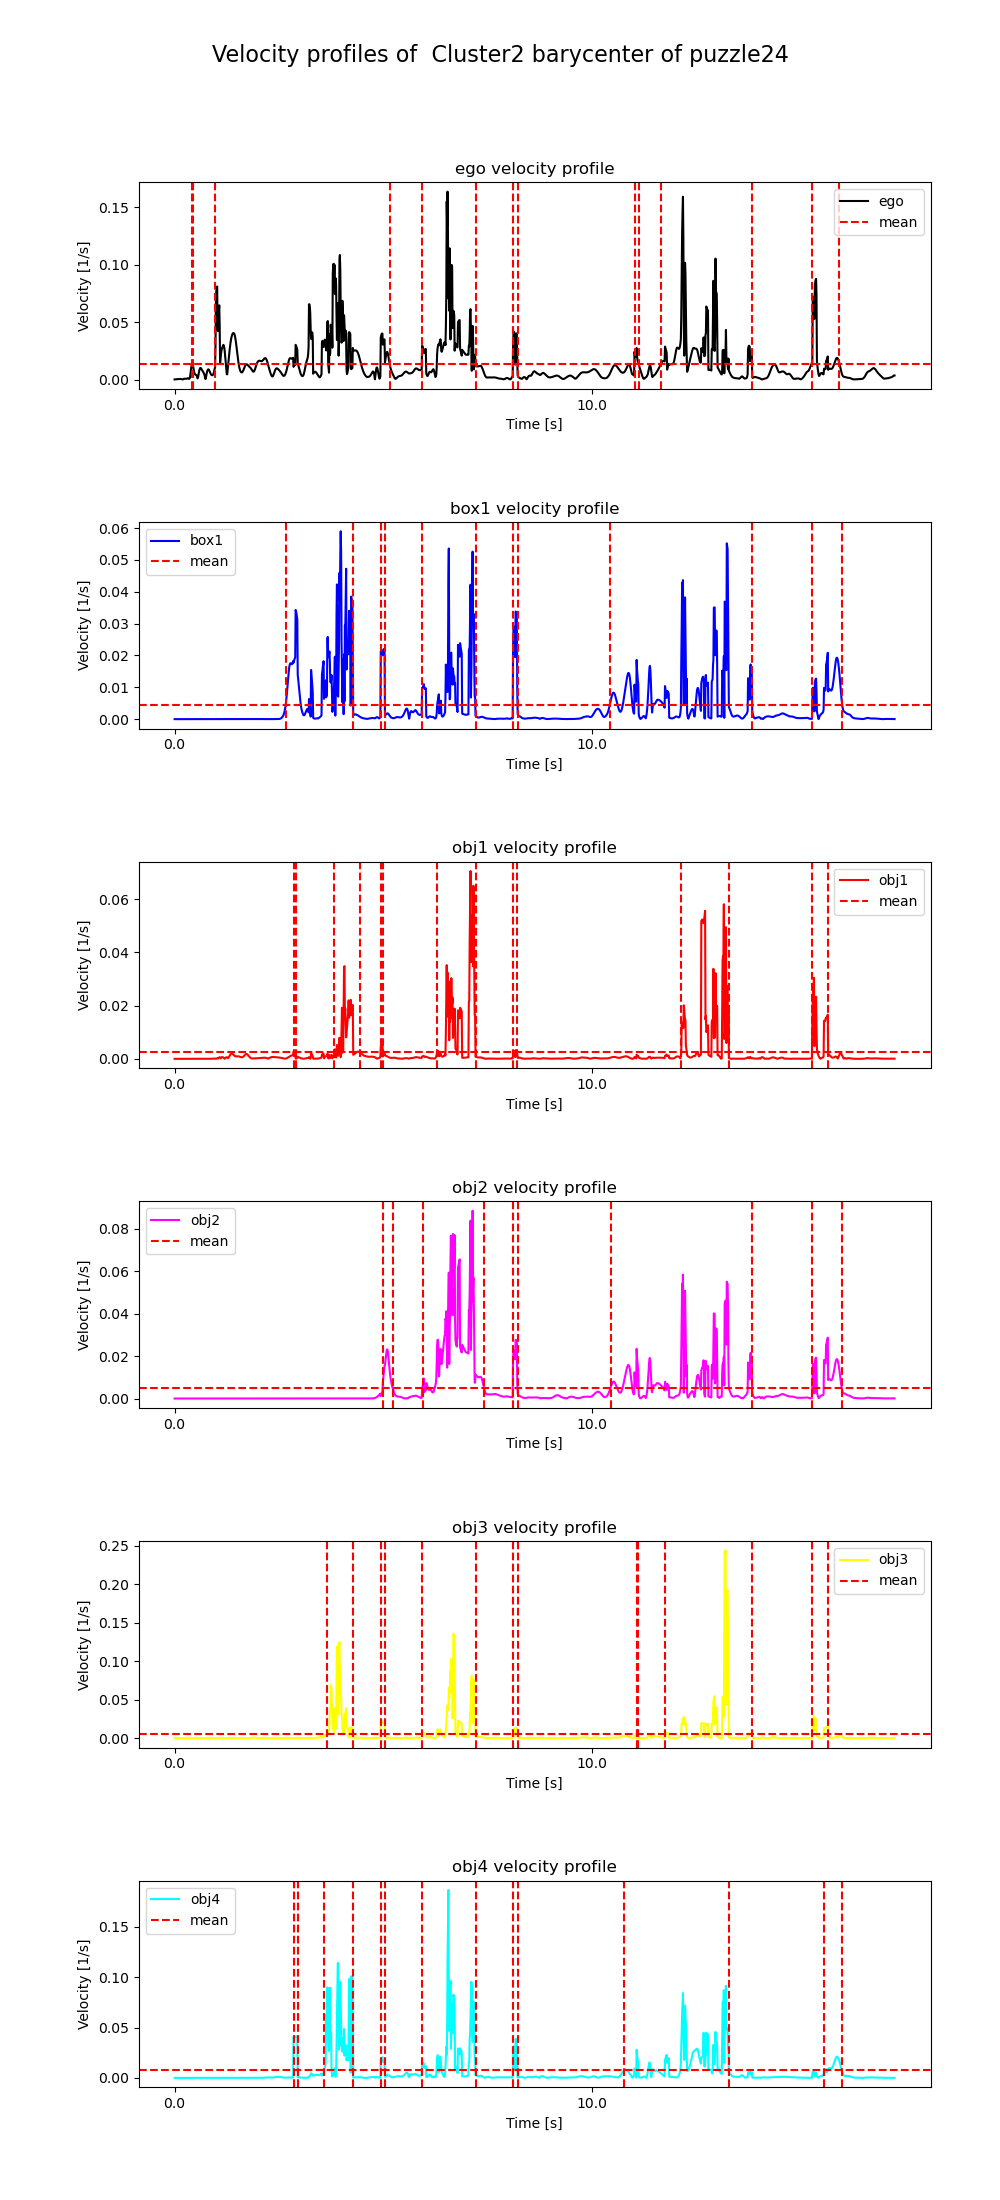 Velocity profiles of  Cluster2 barycenter of puzzle24
ego velocity profile
Velocity [1/s]
0.15
0.10
0.05
0.00
ego
mean
0.0
10.0
Time [s]
box1 velocity profile
Velocity [1/s]
0.06
0.05
0.04
0.03
0.02
0.01
0.00
box1
mean
0.0
10.0
Time [s]
obj1 velocity profile
Velocity [1/s]
0.06
0.04
0.02
0.00
obj1
mean
0.0
10.0
Time [s]
obj2 velocity profile
Velocity [1/s]
0.08
0.06
0.04
0.02
0.00
obj2
mean
0.0
10.0
Time [s]
obj3 velocity profile
Velocity [1/s]
0.25
0.20
0.15
0.10
0.05
0.00
obj3
mean
0.0
10.0
Time [s]
obj4 velocity profile
Velocity [1/s]
0.15
0.10
0.05
0.00
obj4
mean
0.0
10.0
Time [s]